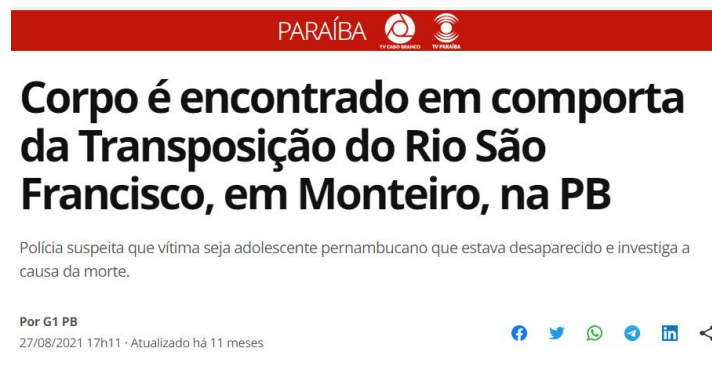 PARAÍBA
TV CABO BRANCO TV PARAÍBA
Corpo é encontrado em comporta
da Transposição do Rio São
Francisco, em Monteiro, na PB
Polícia suspeita que vítima seja adolescente pernambucano que estava desaparecido e investiga a
causa da morte.
Por G1 PB
27/08/2021 17h11 · Atualizado há 11 meses